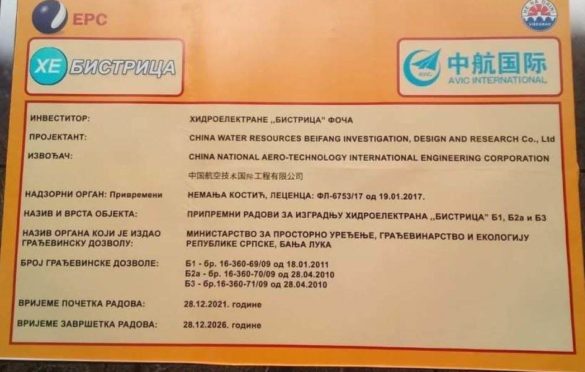 EPC
ХЕ БИСТРИЦА
中航国际
AVIC INTERNATIONAL
ИНВЕСТИТОР: ХИДРОЕЛЕКТРАНЕ ,,БИСТРИЦА" ФОЧА
ПРОЈЕКТАНТ: CHINA WATER RESOURCES BEIFANG INVESTIGATION, DESIGN AND RESEARCH Co., Ltd
ИЗВОЂАЧ: CHINA NATIONAL AERO-TECHNOLOGY INTERNATIONAL ENGINEERING CORPORATION
中国航空技术国际工程有限公司
НАДЗОРНИ ОРГАН: Привремени НЕМАЊА КОСТИЋ, ЛЕЦЕНЦА: ФЛ-6753/17 од 19.01.2017.
НАЗИВ И ВРСТА ОБЈЕКТА: ПРИПРЕМНИ РАДОВИ ЗА ИЗГРАДЊУ ХИДРОЕЛЕКТРАНА ,,БИСТРИЦА" Б1, Б2а и Б3
НАЗИВ ОРГАНА КОЈИ ЈЕ ИЗДАО МИНИСТАРСТВО ЗА ПРОСТОРНО УРЕЂЕЊЕ, ГРАЂЕВИНАРСТВО И ЕКОЛОГИЈУ
ГРАЂЕВИНСКУ ДОЗВОЛУ: РЕПУБЛИКЕ СРПСКЕ, БАЊА ЛУКА
БРОЈ ГРАЂЕВИНСКЕ ДОЗВОЛЕ: Б1 - бр. 16-360-69/09 од 18.01.2011
Б2а - бр. 16-360-70/09 од 28.04.2010
Б3 - бр. 16-360-71/09 од 28.04.2010
ВРИЈЕМЕ ПОЧЕТКА РАДОВА: 28.12.2021. године
ВРИЈЕМЕ ЗАВРШЕТКА РАДОВА: 28.12.2026. године